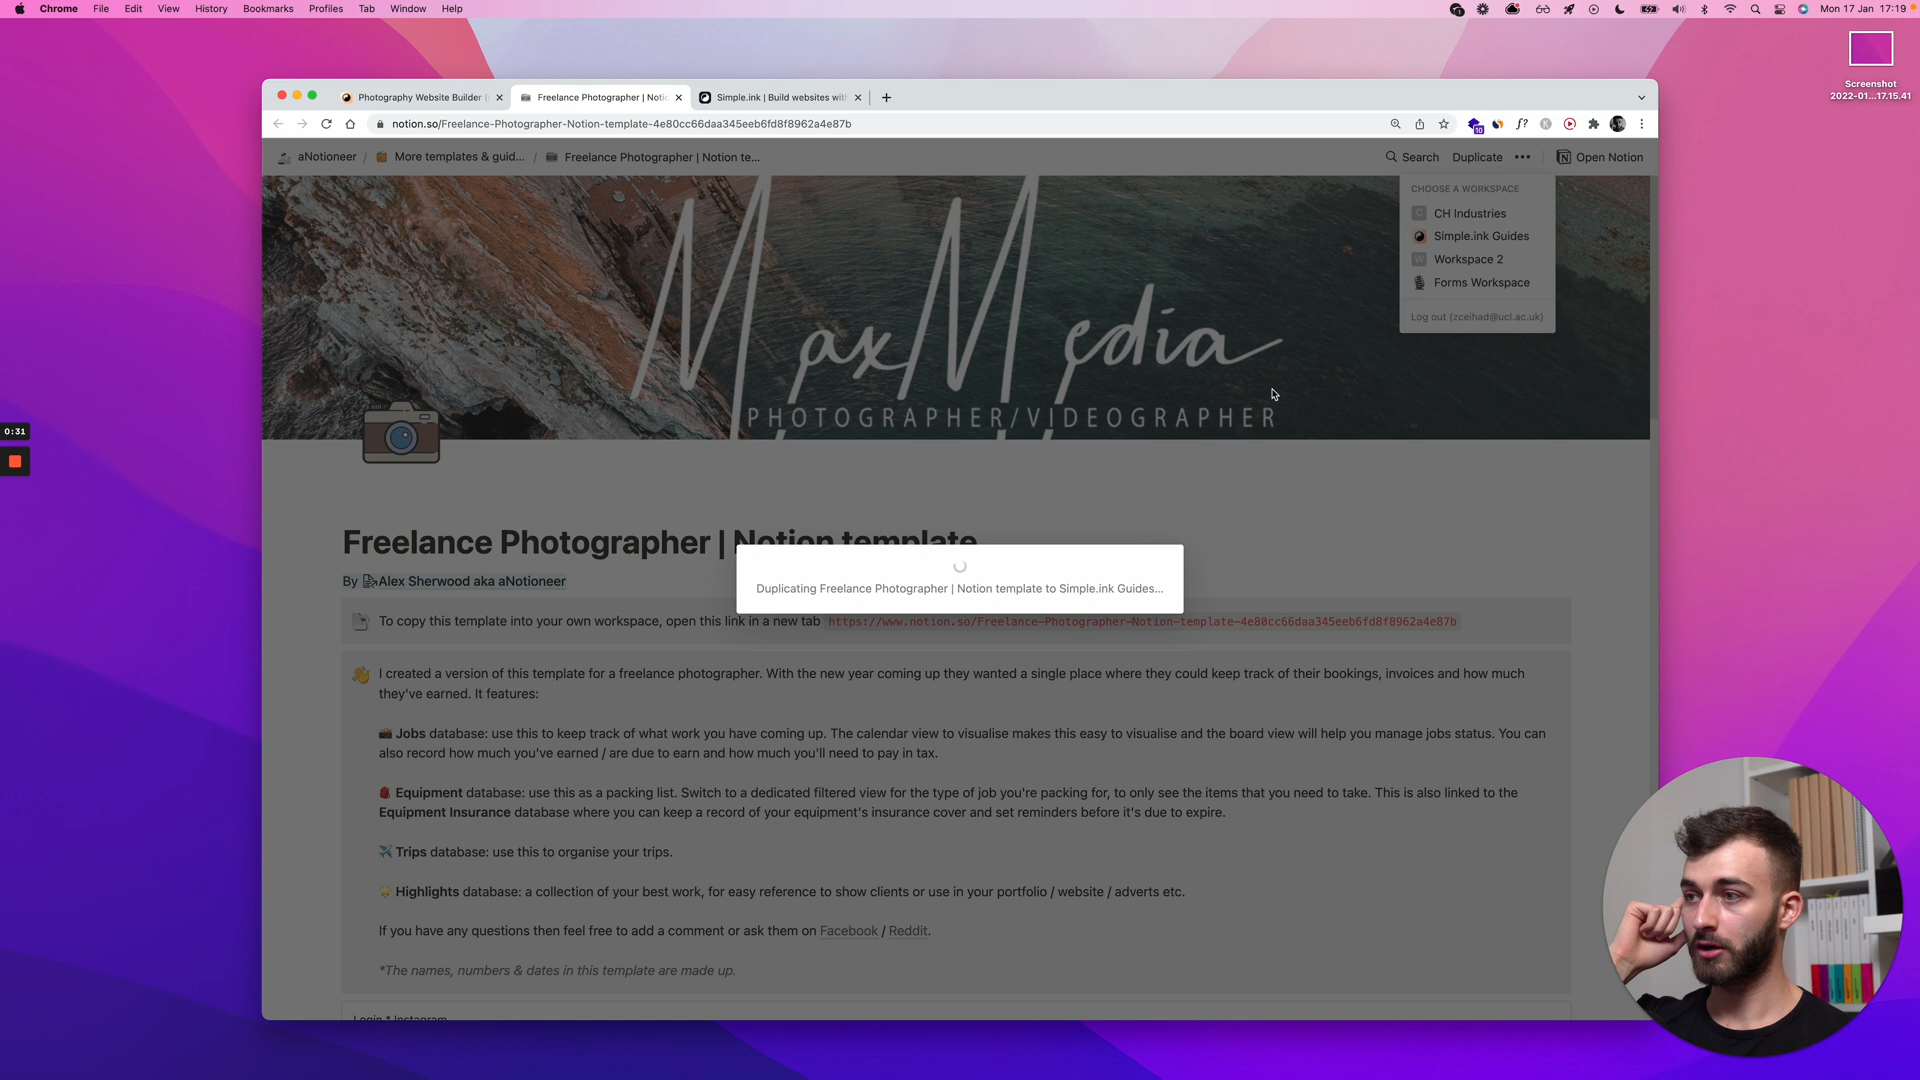 Chrome File Edit View History Bookmarks Profiles Tab Window Help
1
Mon 17 Jan 17:19
Screenshot
2022-01...17.15.41
Photography Website Builder
Freelance Photographer | Notio
Simple.ink | Build websites with
notion.so/Freelance-Photographer-Notion-template-4e80cc66daa345eeb6fd8f8962a4e87b
10
f?
K
aNotioneer / More templates & guid... / Freelance Photographer | Notion te...
Search Duplicate ••• Open Notion
CHOOSE A WORKSPACE
C CH Industries
Simple.ink Guides
W Workspace 2
Forms Workspace
Log out (zceihad@ucl.ac.uk)
MaxMedia
PHOTOGRAPHER/VIDEOGRAPHER
0:31
Freelance Photographer | Notion template
By Alex Sherwood aka aNotioneer
Duplicating Freelance Photographer | Notion template to Simple.ink Guides...
To copy this template into your own workspace, open this link in a new tab https://www.notion.so/Freelance-Photographer-Notion-template-4e80cc66daa345eeb6fd8f8962a4e87b
I created a version of this template for a freelance photographer. With the new year coming up they wanted a single place where they could keep track of their bookings, invoices and how much
they've earned. It features:
Jobs database: use this to keep track of what work you have coming up. The calendar view to visualise makes this easy to visualise and the board view will help you manage jobs status. You can
also record how much you've earned / are due to earn and how much you'll need to pay in tax.
Equipment database: use this as a packing list. Switch to a dedicated filtered view for the type of job you're packing for, to only see the items that you need to take. This is also linked to the
Equipment Insurance database where you can keep a record of your equipment's insurance cover and set reminders before it's due to expire.
Trips database: use this to organise your trips.
Highlights database: a collection of your best work, for easy reference to show clients or use in your portfolio / website / adverts etc.
If you have any questions then feel free to add a comment or ask them on Facebook / Reddit.
*The names, numbers & dates in this template are made up.
Login * Instagram